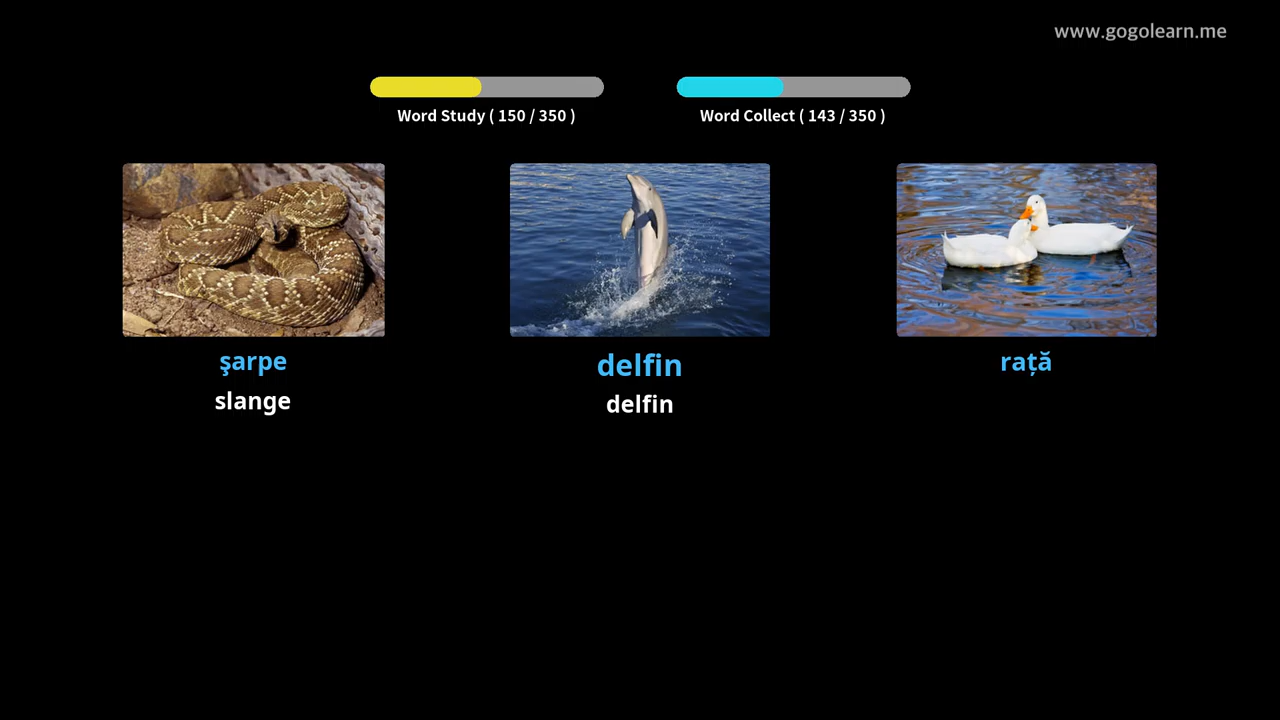 www.gogolearn.me
Word Study ( 150 / 350 )
Word Collect ( 143 / 350 )
şarpe
delfin
rață
slange
delfin